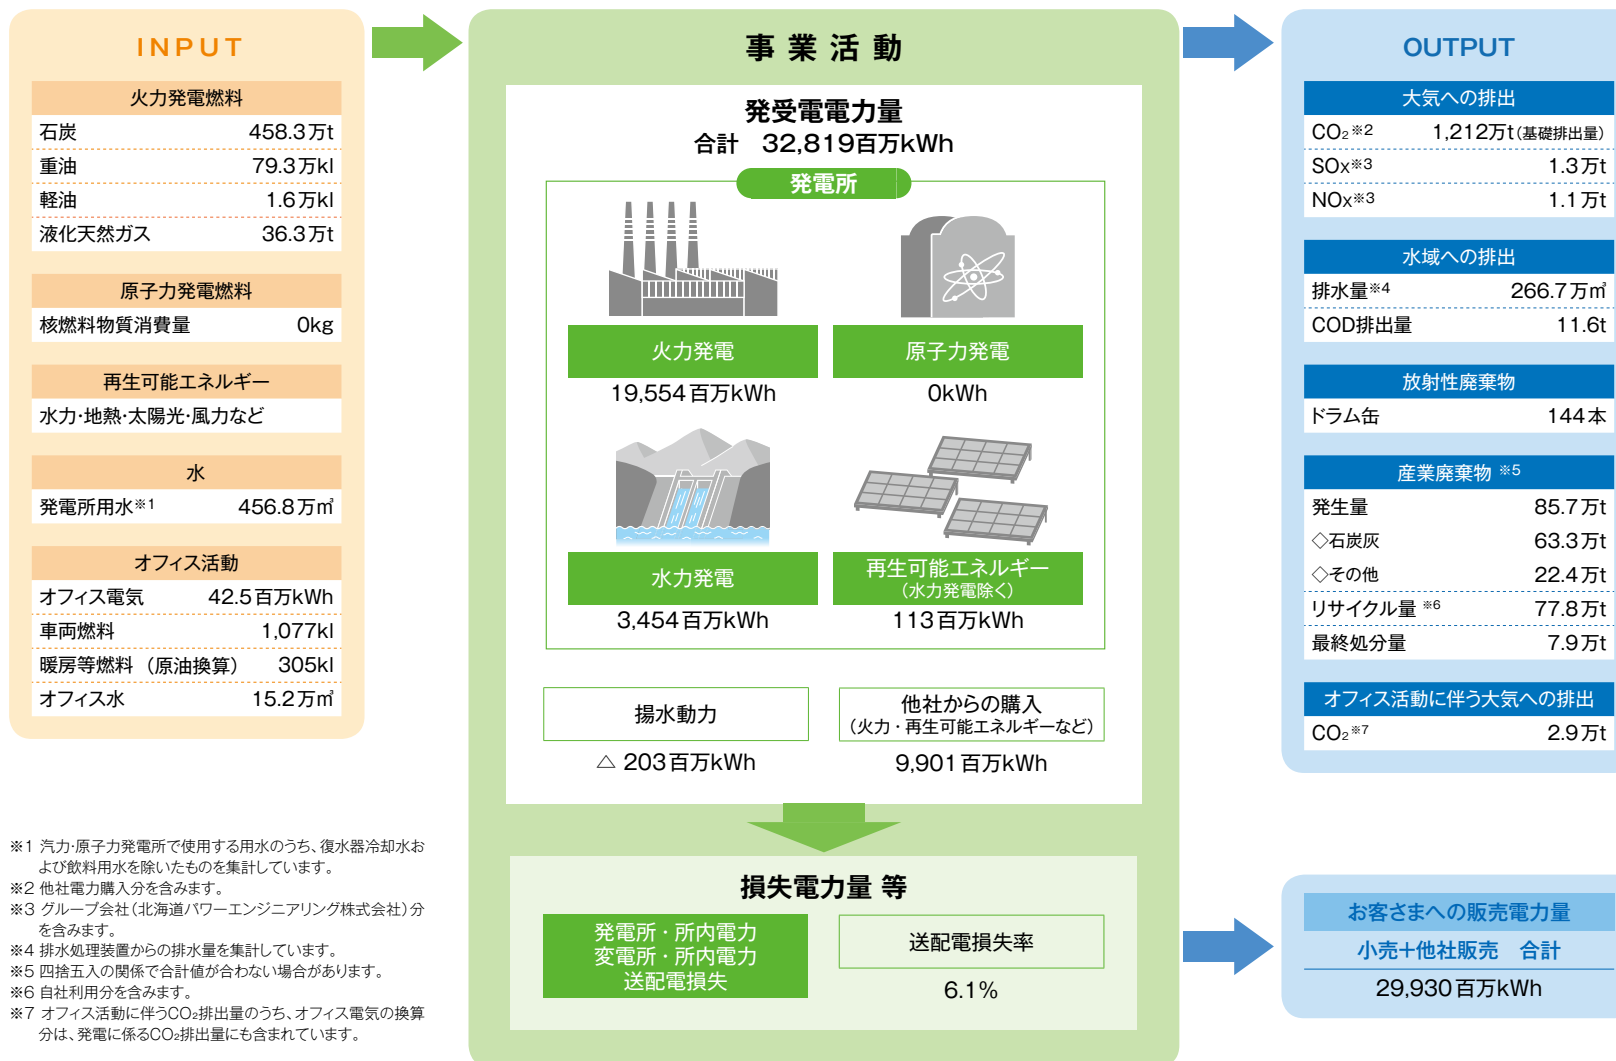 INPUT
火力発電燃料
石炭 458.3万t
重油 79.3万kl
軽油 1.6万kl
液化天然ガス 36.3万t
原子力発電燃料
核燃料物質消費量 0kg
再生可能エネルギー
水力・地熱・太陽光・風力など
水
発電所用水※1 456.8万㎥
オフィス活動
オフィス電気 42.5百万kWh
車両燃料 1,077kl
暖房等燃料（原油換算） 305kl
オフィス水 15.2万㎥
事業活動
発受電電力量
合計 32,819百万kWh
発電所
火力発電
19,554百万kWh
原子力発電
0kWh
水力発電
3,454百万kWh
再生可能エネルギー
（水力発電除く）
113百万kWh
揚水動力
△ 203百万kWh
他社からの購入
（火力・再生可能エネルギーなど）
9,901百万kWh
損失電力量 等
発電所・所内電力
変電所・所内電力
送配電損失
送配電損失率
6.1%
OUTPUT
大気への排出
CO₂※2 1,212万t（基礎排出量）
SOx※3 1.3万t
NOx※3 1.1万t
水域への排出
排水量※4 266.7万㎥
COD排出量 11.6t
放射性廃棄物
ドラム缶 144本
産業廃棄物 ※5
発生量 85.7万t
◇石炭灰 63.3万t
◇その他 22.4万t
リサイクル量 ※6 77.8万t
最終処分量 7.9万t
オフィス活動に伴う大気への排出
CO₂※7 2.9万t
お客さまへの販売電力量
小売+他社販売 合計
29,930百万kWh
※1 汽力・原子力発電所で使用する用水のうち、復水器冷却水お
よび飲料用水を除いたものを集計しています。
※2 他社電力購入分を含みます。
※3 グループ会社（北海道パワーエンジニアリング株式会社）分
を含みます。
※4 排水処理装置からの排水量を集計しています。
※5 四捨五入の関係で合計値が合わない場合があります。
※6 自社利用分を含みます。
※7 オフィス活動に伴うCO₂排出量のうち、オフィス電気の換算
分は、発電に係るCO₂排出量にも含まれています。